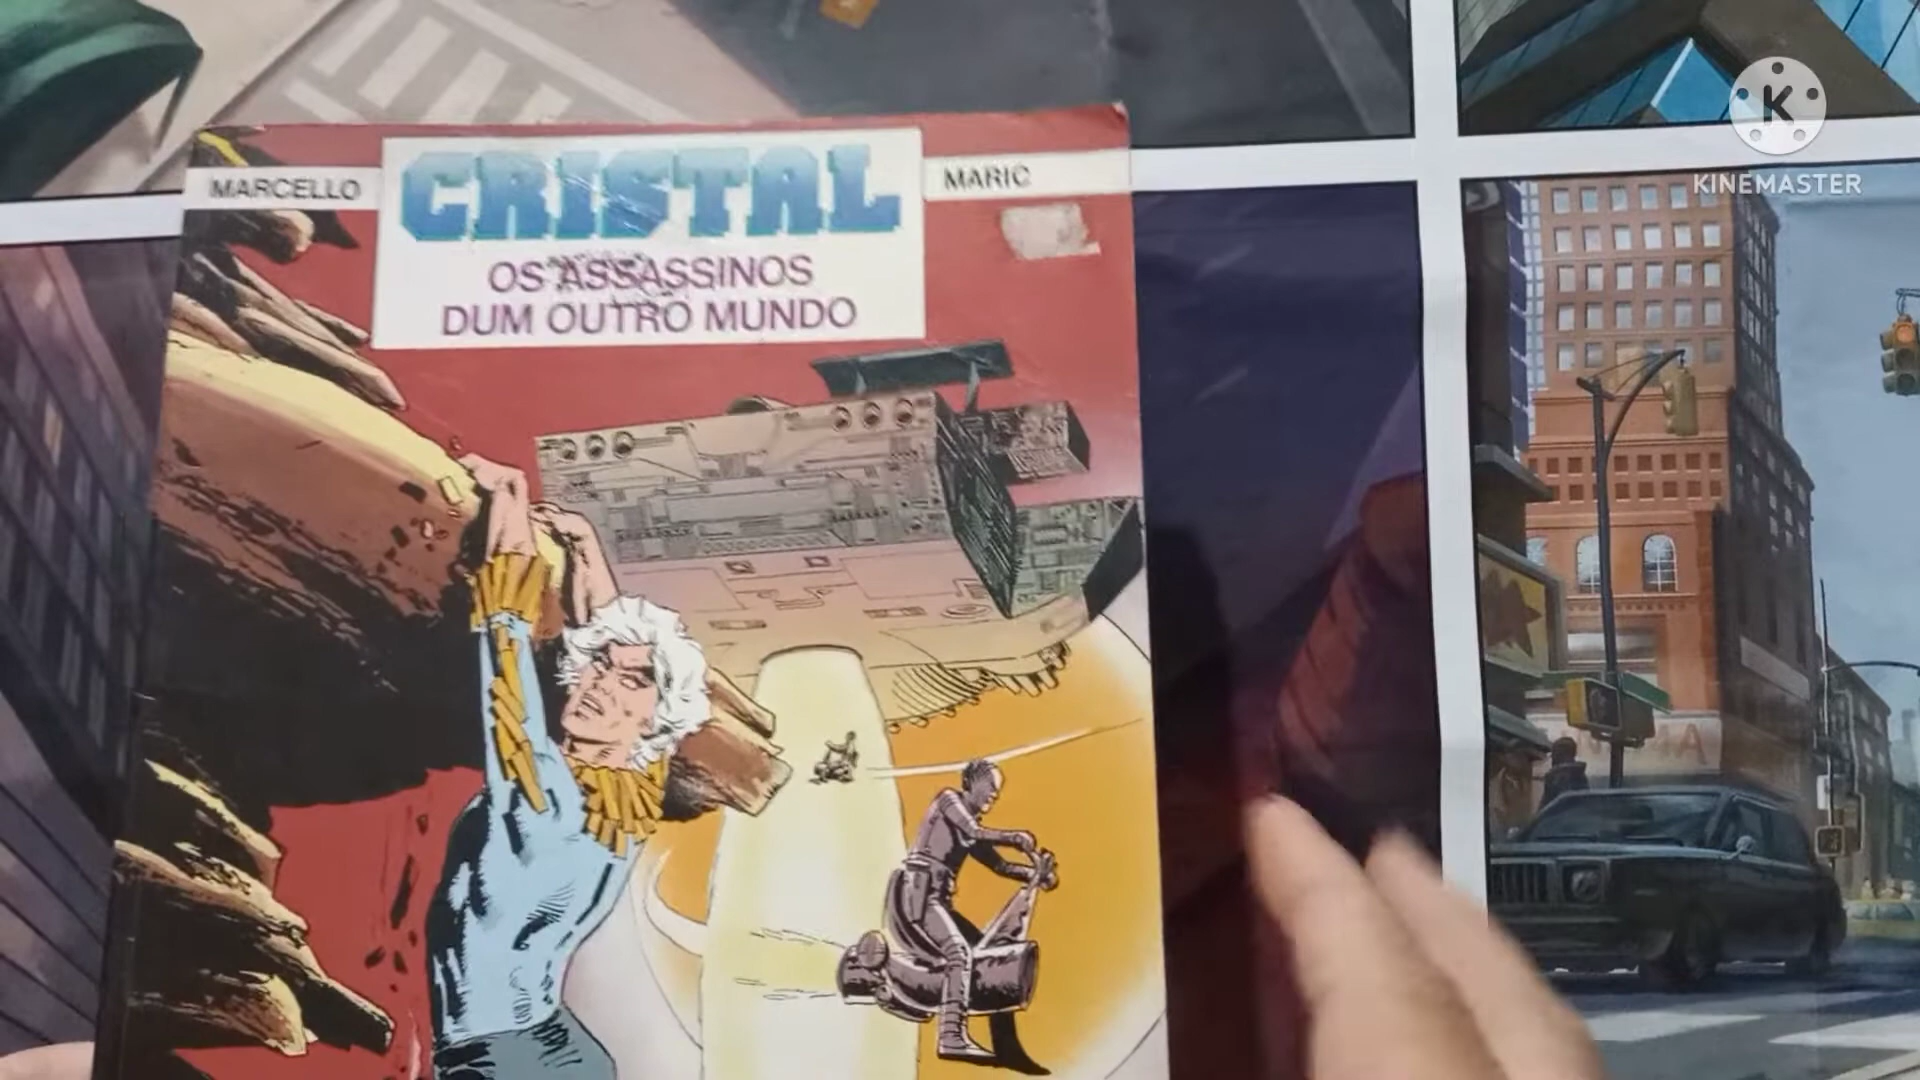 MARCELLO
CRISTAL
MARIC
OS ASSASSINOS
DUM OUTRO MUNDO
K
KINEMASTER